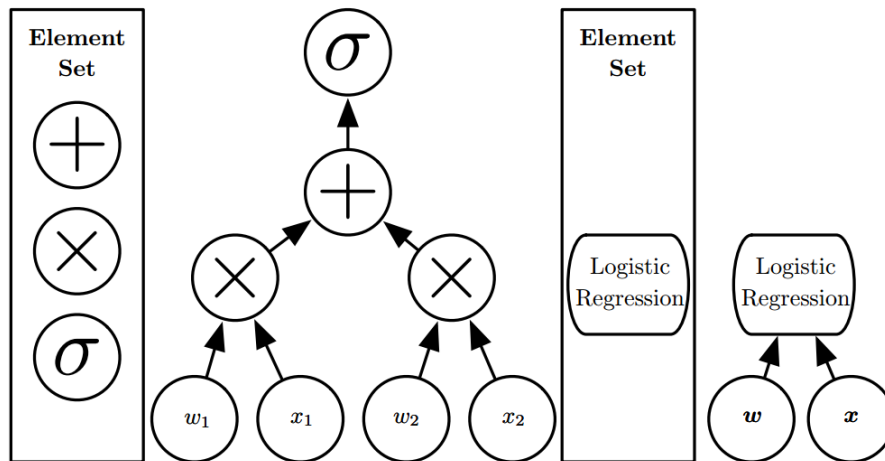 Element
Set
+
×
σ
σ
+
×
×
w₁
x₁
w₂
x₂
Element
Set
Logistic
Regression
Logistic
Regression
w
x